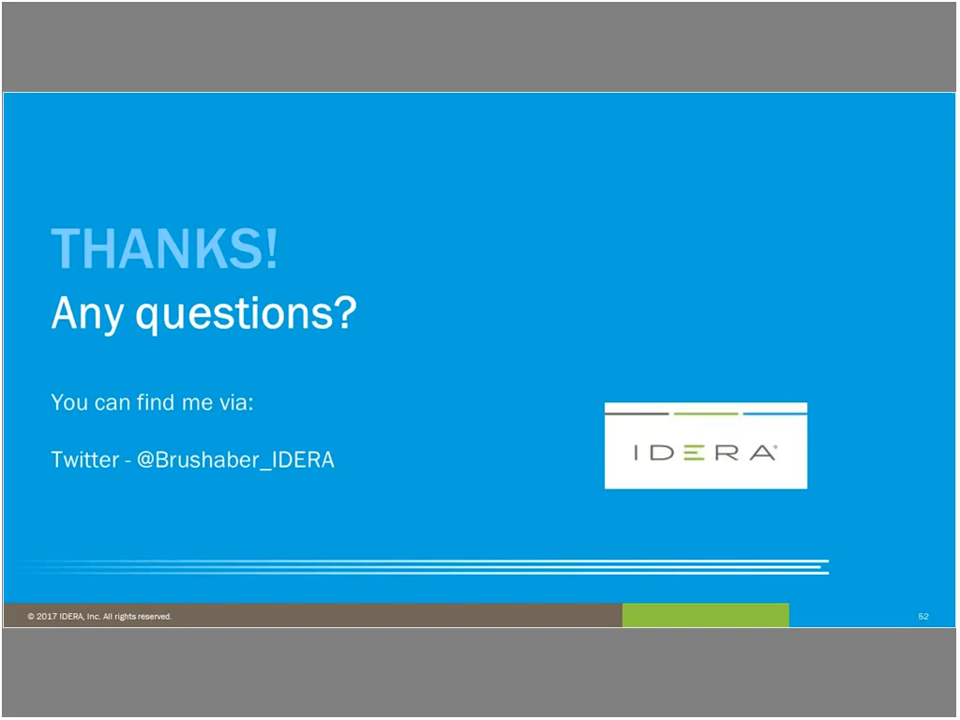 THANKS!
Any questions?
You can find me via:
Twitter - @Brushaber_IDERA
IDERA®
© 2017 IDERA, Inc. All rights reserved.
52